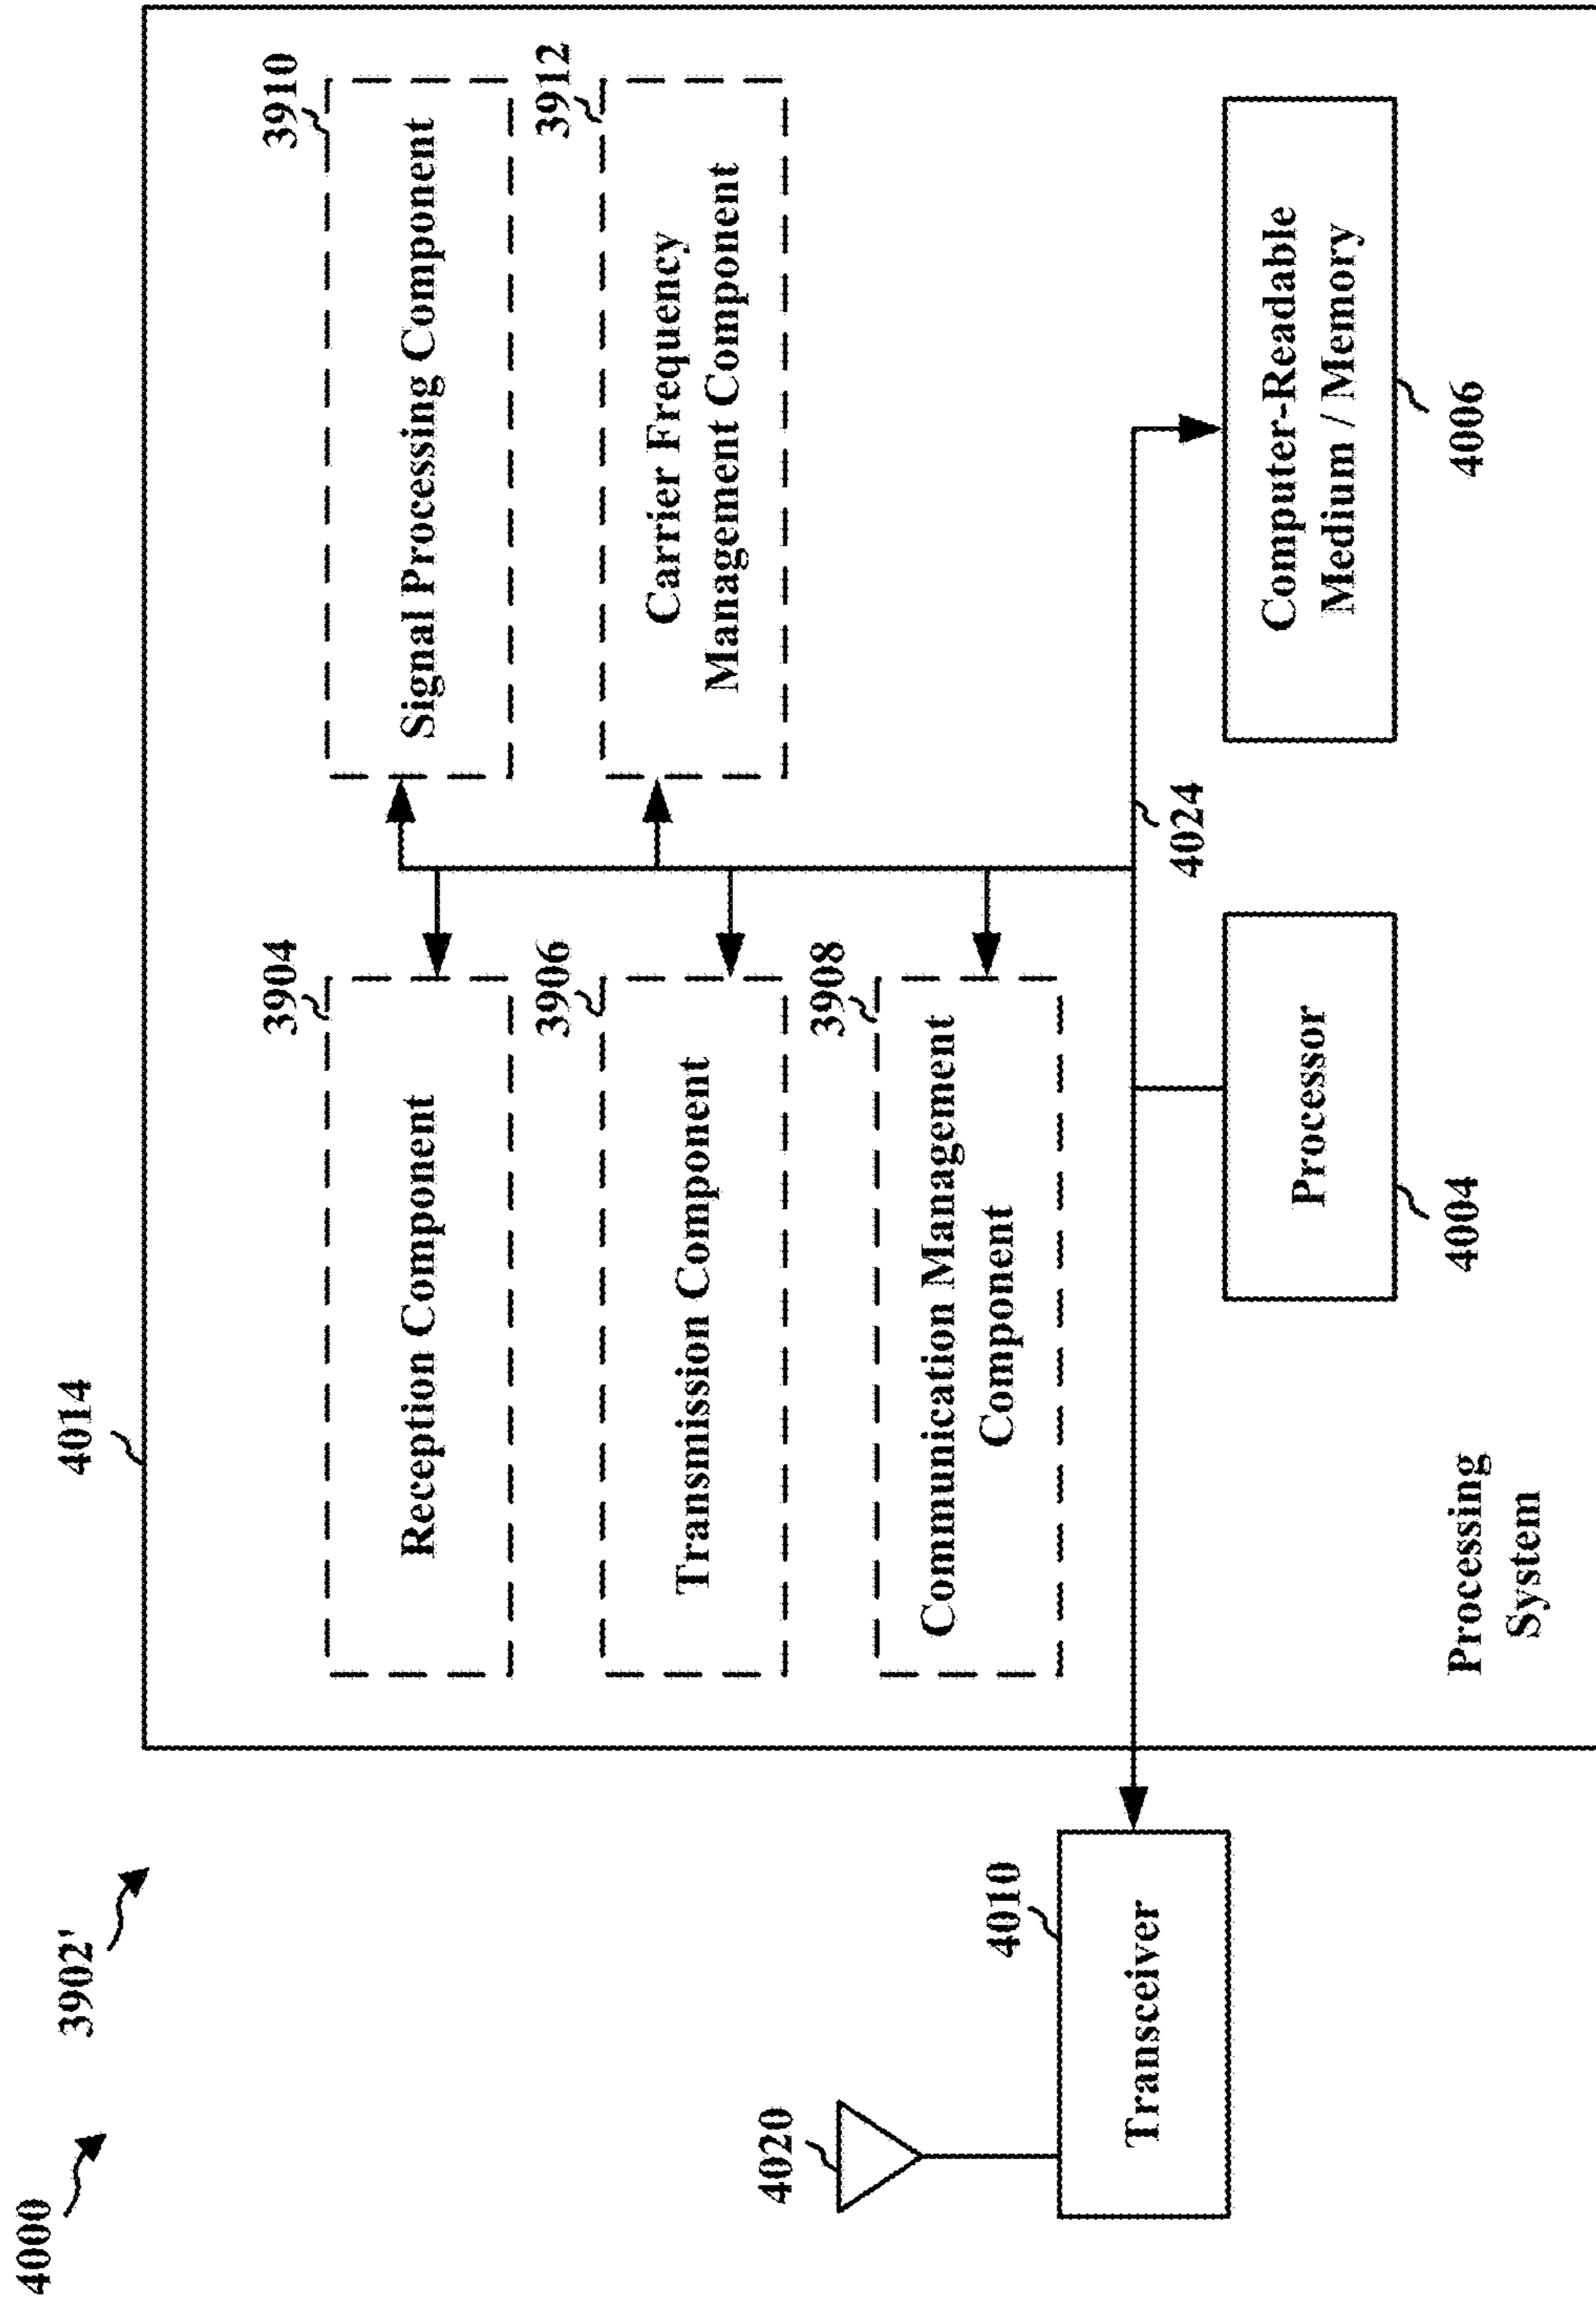 4000
3902'
4014
3904
Reception Component
3910
Signal Processing Component
3906
Transmission Component
3912
Carrier Frequency
Management Component
3908
Communication Management
Component
4020
4010
Transceiver
4024
Processor
4004
Computer-Readable
Medium / Memory
4006
Processing
System